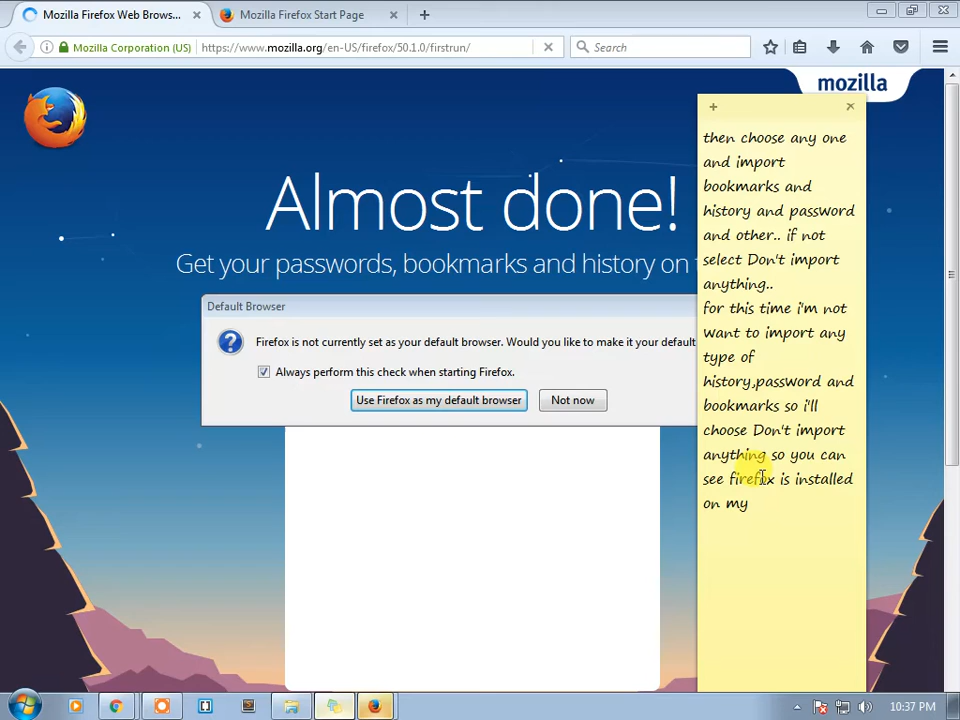 Mozilla Firefox Web Brows...
Mozilla Firefox Start Page
Mozilla Corporation (US)
https://www.mozilla.org/en-US/firefox/50.1.0/firstrun/
Search
mozilla
Almost done!
Get your passwords, bookmarks and history on
Default Browser
Firefox is not currently set as your default browser. Would you like to make it your default
Always perform this check when starting Firefox.
Use Firefox as my default browser
Not now
then choose any one
and import
bookmarks and
history and password
and other.. if not
select Don't import
anything..
for this time i'm not
want to import any
type of
history,password and
bookmarks so i'll
choose Don't import
anything so you can
see firefox is installed
on my
10:37 PM